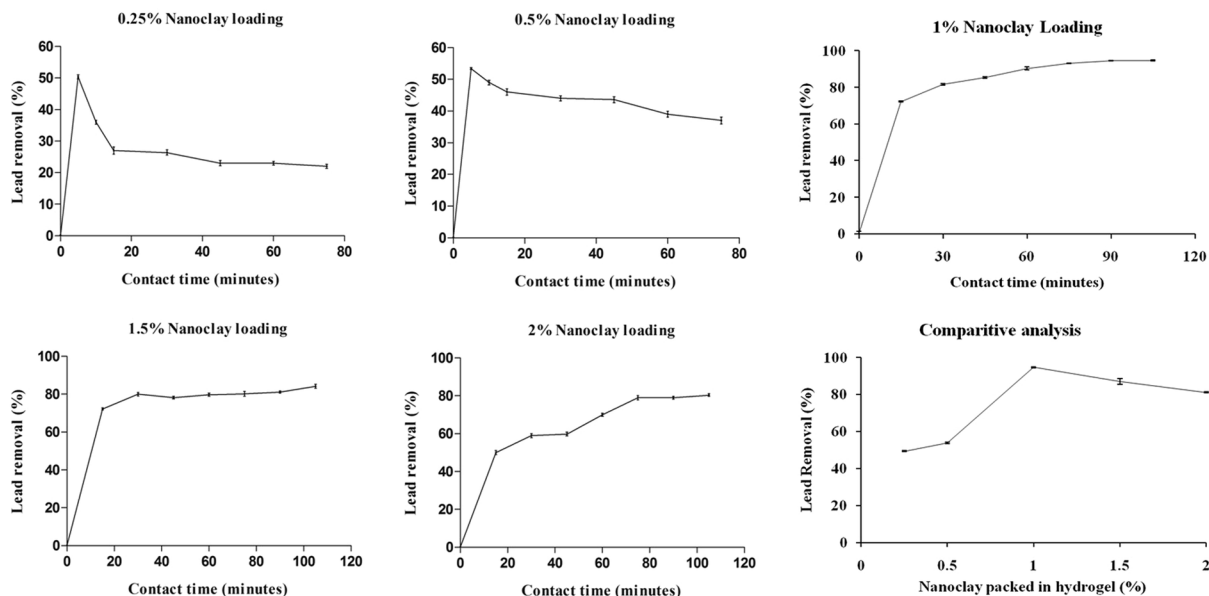 0.25% Nanoclay loading
60
50
40
30
20
10
0
Lead removal (%)
0 20 40 60 80
Contact time (minutes)
0.5% Nanoclay loading
60
50
40
30
20
10
0
Lead removal (%)
0 20 40 60 80
Contact time (minutes)
1% Nanoclay Loading
100
80
60
40
20
0
Lead removal (%)
0 30 60 90 120
Contact time (minutes)
1.5% Nanoclay loading
100
80
60
40
20
0
Lead removal (%)
0 20 40 60 80 100 120
Contact time (minutes)
2% Nanoclay loading
100
80
60
40
20
0
Lead removal (%)
0 20 40 60 80 100 120
Contact time (minutes)
Comparitive analysis
100
80
60
40
20
0
Lead Removal (%)
0 0.5 1 1.5 2
Nanoclay packed in hydrogel (%)